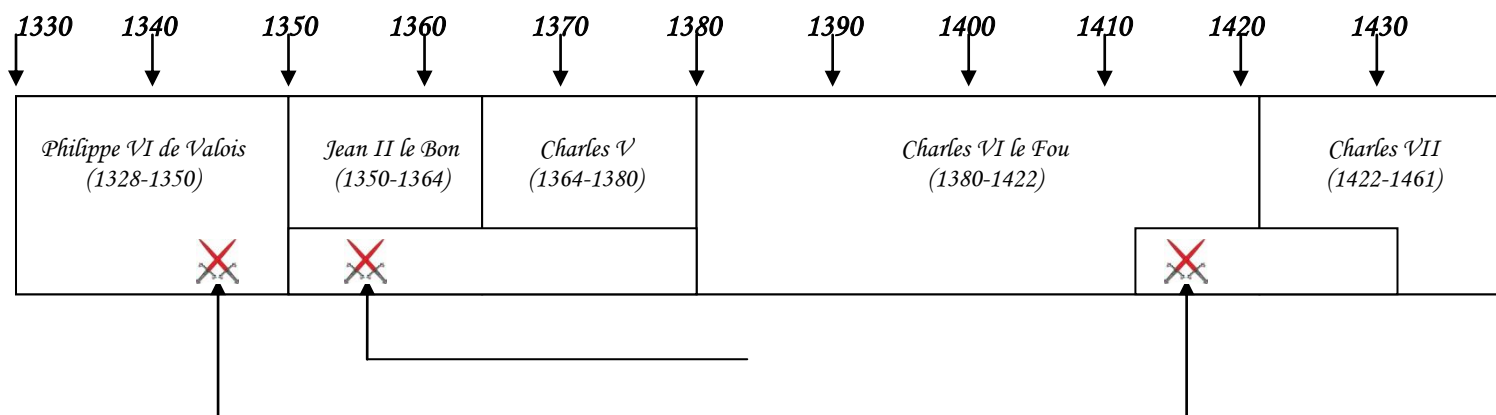 1330 1340 1350 1360 1370 1380 1390 1400 1410 1420 1430
Philippe VI de Valois
(1328-1350)
Jean II le Bon
(1350-1364)
Charles V
(1364-1380)
Charles VI le Fou
(1380-1422)
Charles VII
(1422-1461)